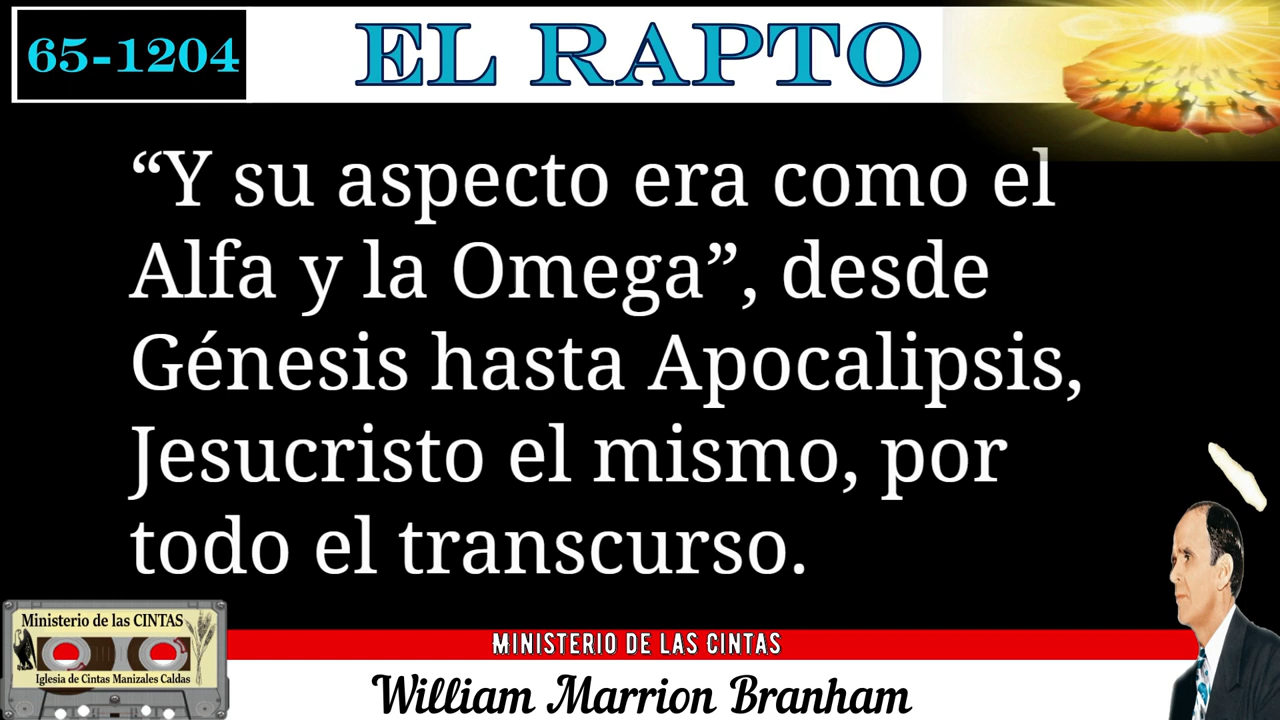 65-1204
EL RAPTO
“Y su aspecto era como el
Alfa y la Omega”, desde
Génesis hasta Apocalipsis,
Jesucristo el mismo, por
todo el transcurso.
Ministerio de las CINTAS
Iglesia de Cintas Manizales Caldas
MINISTERIO DE LAS CINTAS
William Marrion Branham